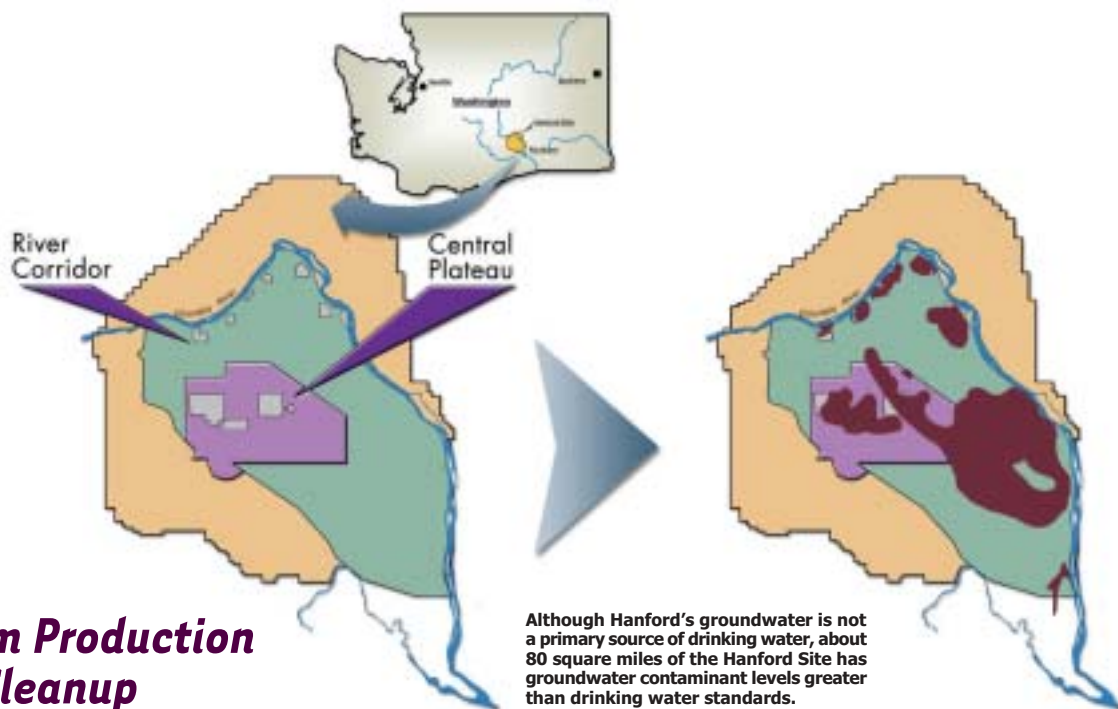 Washington
River
Corridor
Central
Plateau
m Production
leanup
Although Hanford's groundwater is not
a primary source of drinking water, about
80 square miles of the Hanford Site has
groundwater contaminant levels greater
than drinking water standards.